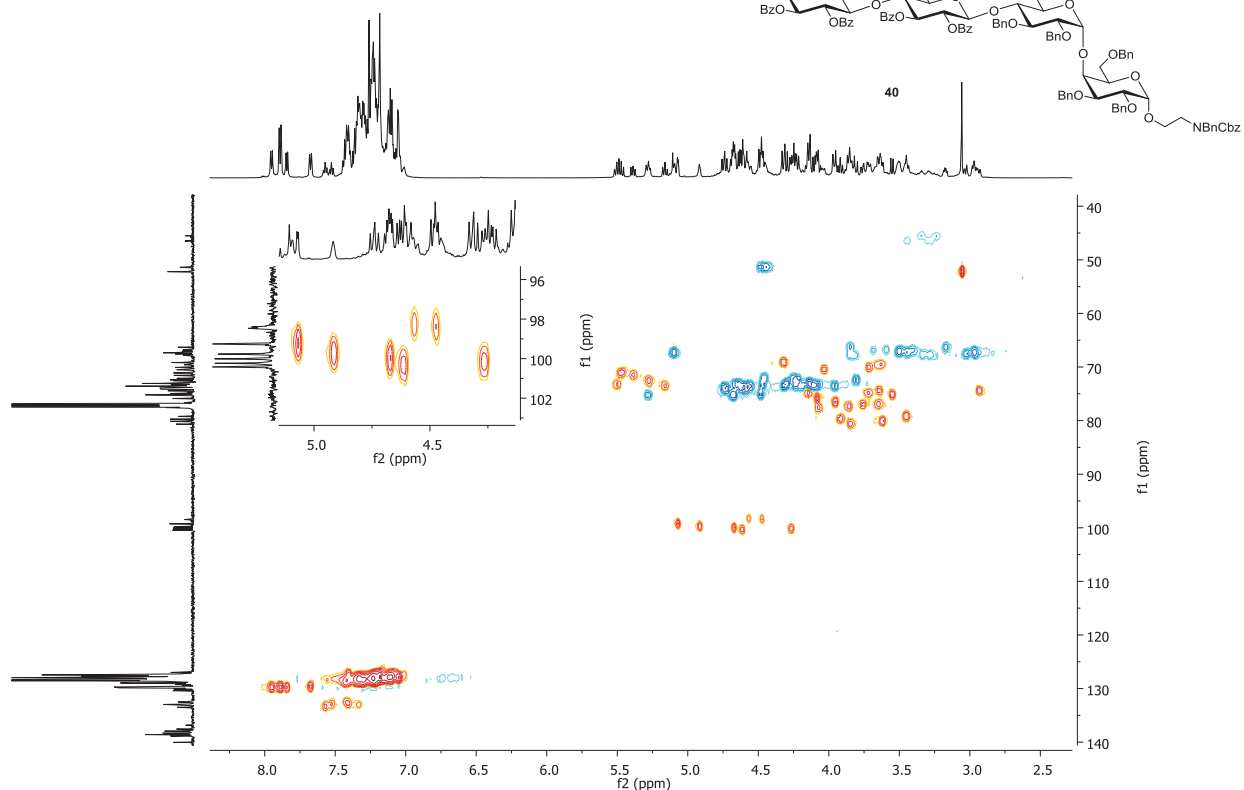 BzO
OBz
O
BzO
OBz
O
BnO
BnO
O
O
OBn
O
BnO
BnO
O
NBnCbz
40
40
50
60
70
80
90
100
110
120
130
140
f1 (ppm)
96
98
100
102
f1 (ppm)
5.0 4.5
f2 (ppm)
8.0 7.5 7.0 6.5 6.0 5.5 5.0 4.5 4.0 3.5 3.0 2.5
f2 (ppm)